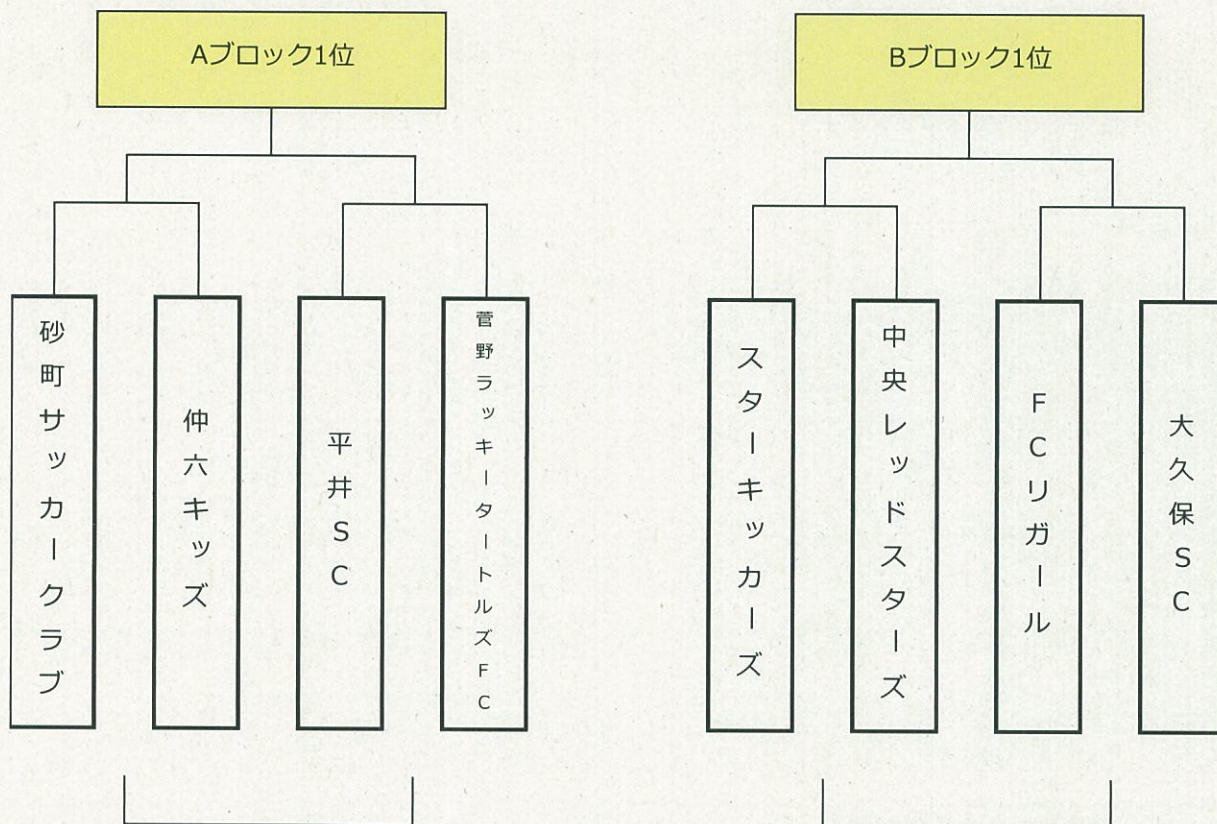 Aブロック1位
砂町サッカークラブ
仲六キッズ
平井SC
菅野ラッキータートルズFC
Bブロック1位
スターキッカーズ
中央レッドスターズ
FCリガール
大久保SC